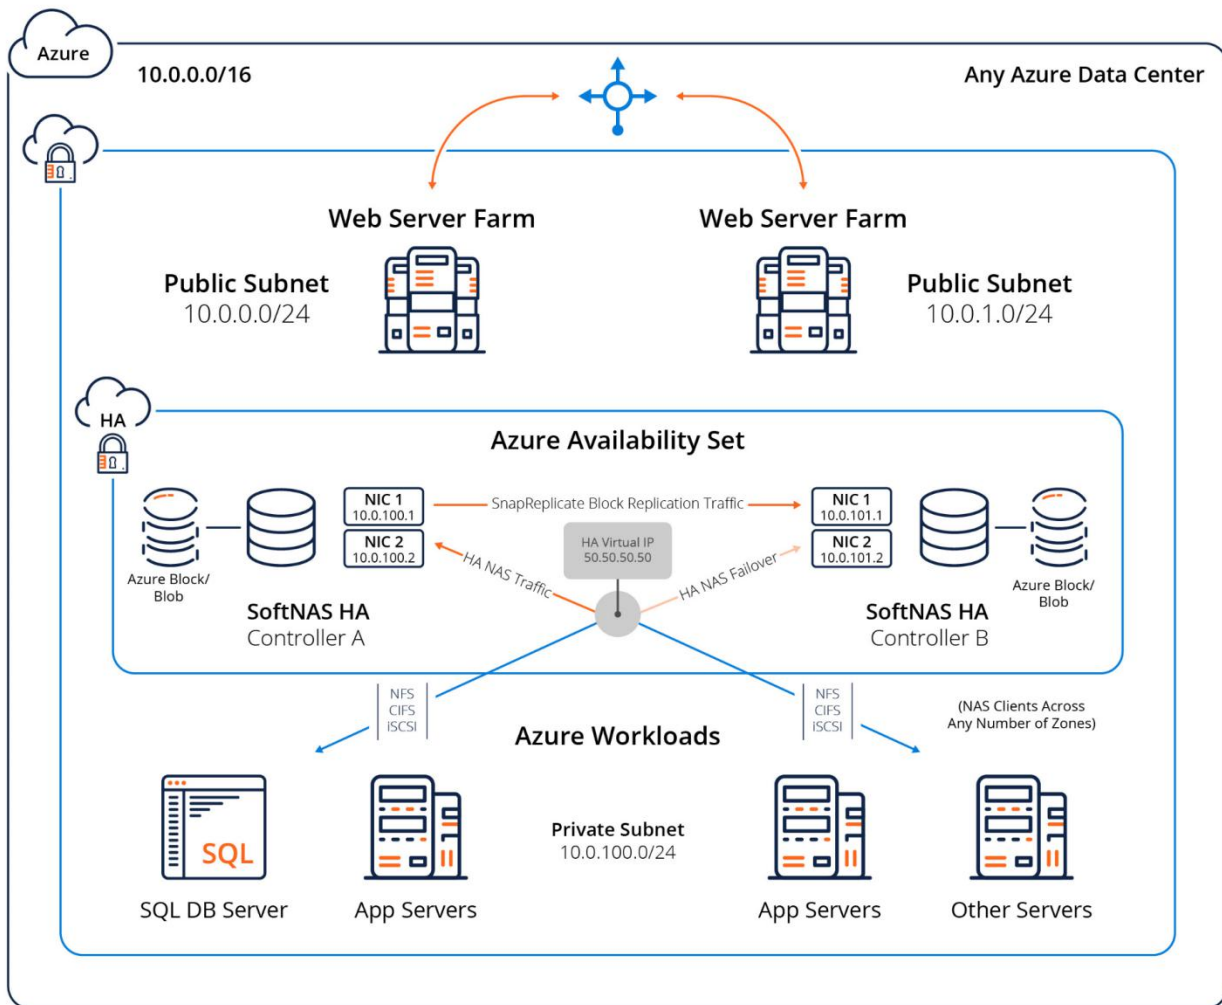 Azure
10.0.0.0/16
Any Azure Data Center
Web Server Farm
Web Server Farm
Public Subnet
10.0.0.0/24
Public Subnet
10.0.1.0/24
HA
Azure Availability Set
NIC 1
10.0.100.1
SnapReplicate Block Replication Traffic
NIC 1
10.0.101.1
NIC 2
10.0.100.2
HA Virtual IP
50.50.50.50
NIC 2
10.0.101.2
HA NAS Traffic
HA NAS Failover
Azure Block/
Blob
Azure Block/
Blob
SoftNAS HA
Controller A
SoftNAS HA
Controller B
NFS
CIFS
iSCSI
NFS
CIFS
iSCSI
(NAS Clients Across
Any Number of Zones)
Azure Workloads
SQL
Private Subnet
10.0.100.0/24
SQL DB Server
App Servers
App Servers
Other Servers